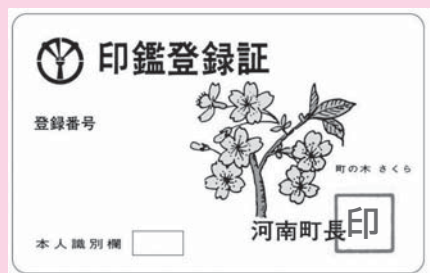 印鑑登録証
登録番号
町の木 さくら
河南町長印
本人識別欄